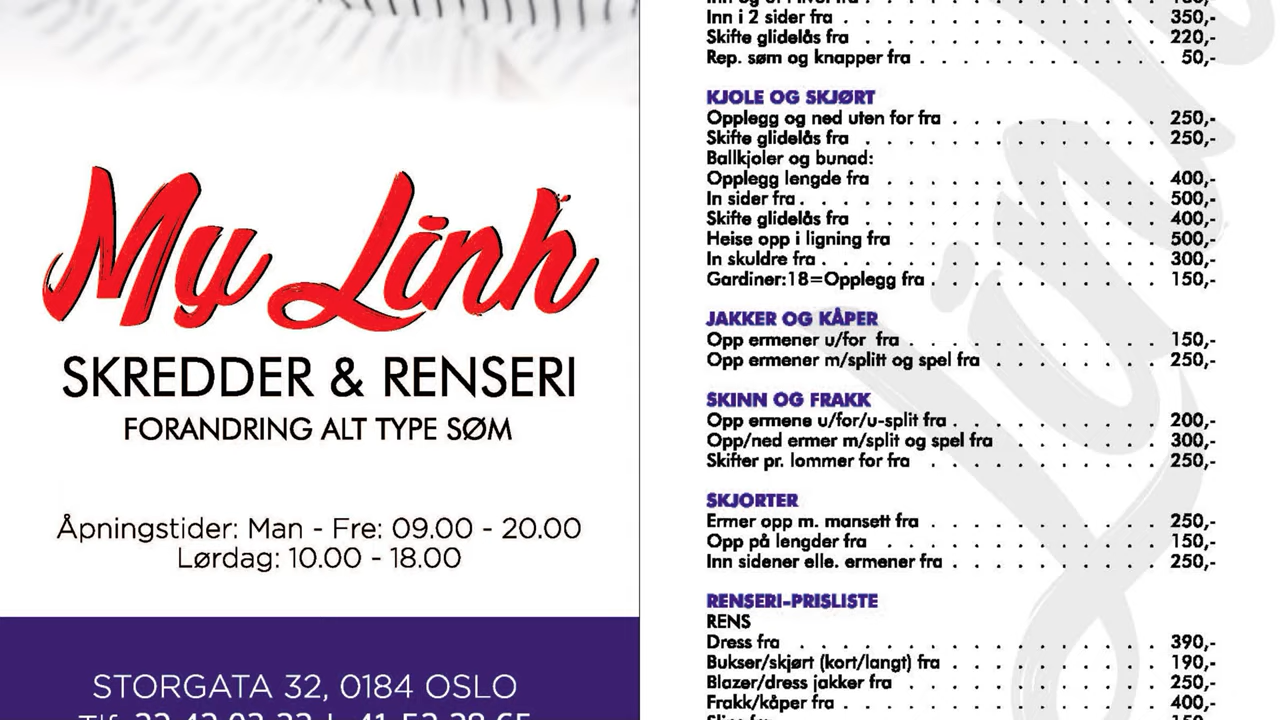 My Linh
SKREDDER & RENSERI
FORANDRING ALT TYPE SØM
Åpningstider: Man - Fre: 09.00 - 20.00
Lørdag: 10.00 - 18.00
STORGATA 32, 0184 OSLO
Inn i 2 sider fra . . . . . . . . . . . . . . . 350,-
Skifte glidelås fra . . . . . . . . . . . . . . 220,-
Rep. søm og knapper fra . . . . . . . . . . . . 50,-
KJOLE OG SKJØRT
Opplegg og ned uten for fra . . . . . . . . . . 250,-
Skifte glidelås fra . . . . . . . . . . . . . . 250,-
Ballkjoler og bunad:
Opplegg lengde fra . . . . . . . . . . . . . 400,-
In sider fra . . . . . . . . . . . . . . . . . 500,-
Skifte glidelås fra . . . . . . . . . . . . . . 400,-
Heise opp i ligning fra . . . . . . . . . . . . 500,-
In skuldre fra . . . . . . . . . . . . . . . . 300,-
Gardiner:18=Opplegg fra . . . . . . . . . . . 150,-
JAKKER OG KÅPER
Opp ermener u/for fra . . . . . . . . . . . . 150,-
Opp ermener m/splitt og spel fra . . . . . . . . 250,-
SKINN OG FRAKK
Opp ermene u/for/u-split fra . . . . . . . . . . 200,-
Opp/ned ermer m/split og spel fra . . . . . . . 300,-
Skifter pr. lommer for fra . . . . . . . . . . . 250,-
SKJORTER
Ermer opp m. mansett fra . . . . . . . . . . . 250,-
Opp på lengder fra . . . . . . . . . . . . . 150,-
Inn sidener elle. ermener fra . . . . . . . . . . 250,-
RENSERI-PRISLISTE
RENS
Dress fra . . . . . . . . . . . . . . . . . 390,-
Bukser/skjørt (kort/langt) fra . . . . . . . . . . 190,-
Blazer/dress jakker fra . . . . . . . . . . . . . 250,-
Frakk/kåper fra . . . . . . . . . . . . . . . 400,-